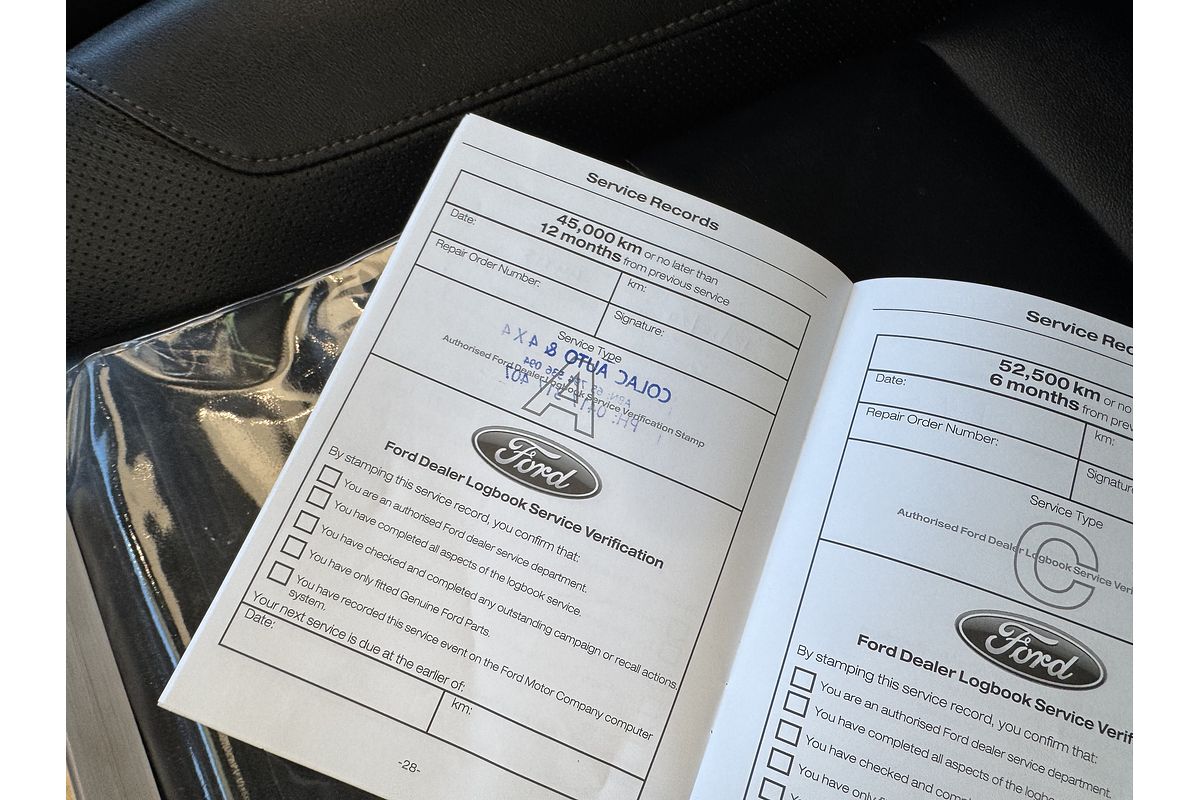 Service Records
45,000 km or no later than
12 months from previous service
Date:
km:
Repair Order Number:
Signature:
Service Type
A
Authorised Ford Dealer Logbook Service Verification Stamp
COLAC AUTO & 4X4
Ford
Ford Dealer Logbook Service Verification
By stamping this service record, you confirm that:
You are an authorised Ford dealer service department.
You have completed all aspects of the logbook service.
You have checked and completed any outstanding campaign or recall actions.
You have only fitted Genuine Ford Parts.
You have recorded this service event on the Ford Motor Company computer
system.
Your next service is due at the earlier of:
Date:
km:
-28-
Service Rec
52,500 km or no
6 months from prev
Date:
km:
Repair Order Number:
Signatur
Service Type
C
Authorised Ford Dealer Logbook Service Veri
Ford
Ford Dealer Logbook Service Verif
By stamping this service record, you confirm that:
You are an authorised Ford dealer service department.
You have completed all aspects of the logb
You have checked and comp
You have only f